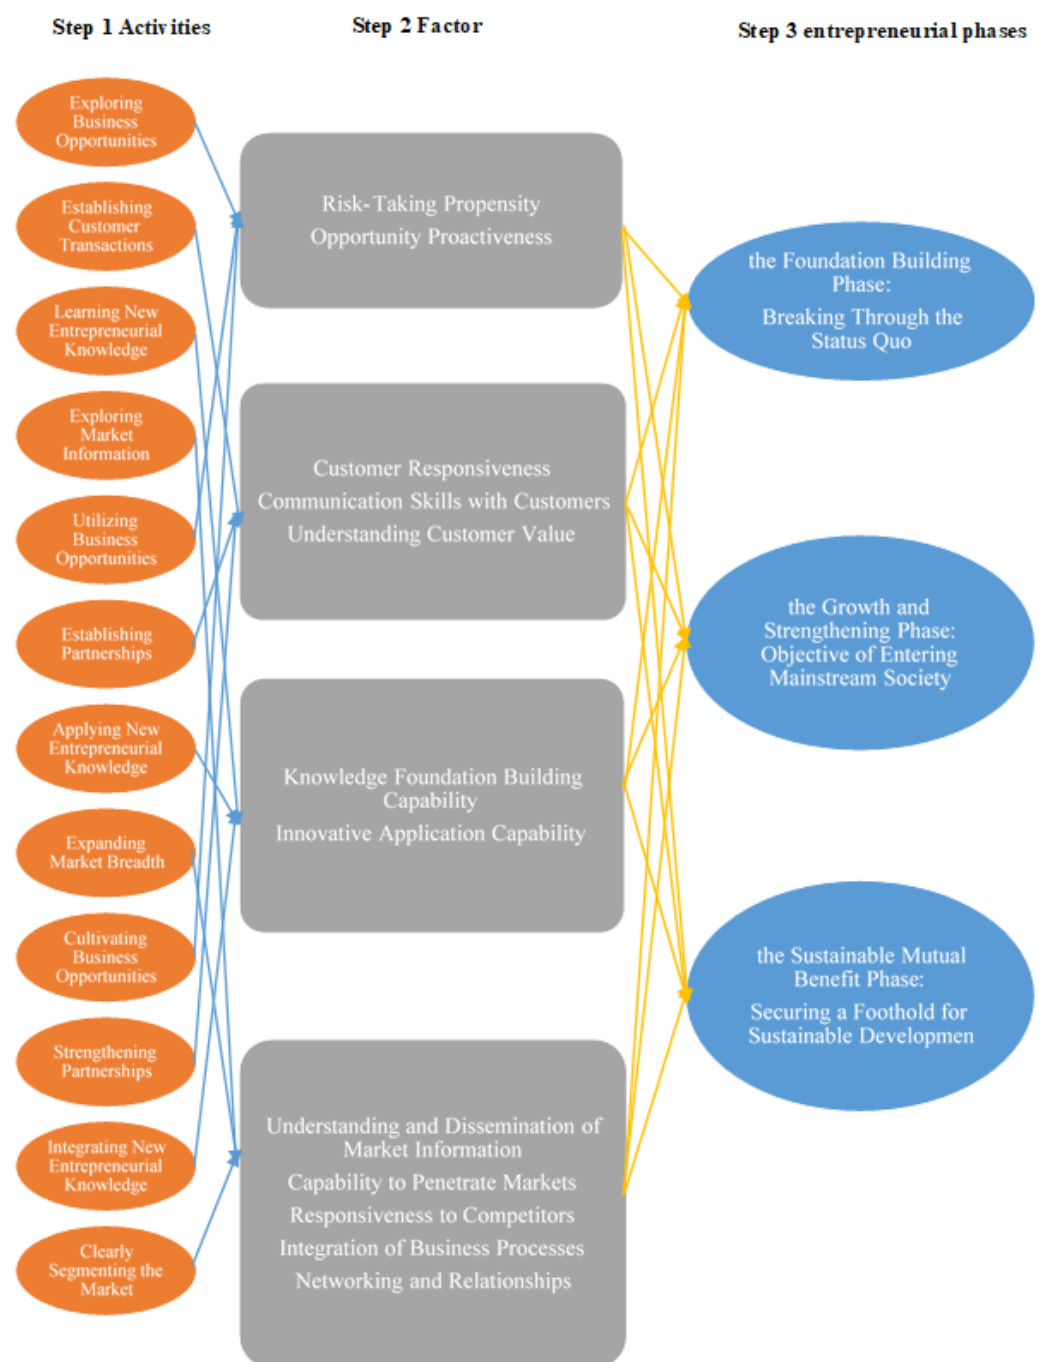 Step 1 Activities
Step 2 Factor
Step 3 entrepreneurial phases
Exploring
Business
Opportunities
Establishing
Customer
Transactions
Learning New
Entrepreneurial
Knowledge
Exploring
Market
Information
Utilizing
Business
Opportunities
Establishing
Partnerships
Applying New
Entrepreneurial
Knowledge
Expanding
Market Breadth
Cultivating
Business
Opportunities
Strengthening
Partnerships
Integrating New
Entrepreneurial
Knowledge
Clearly
Segmenting the
Market
Risk-Taking Propensity
Opportunity Proactiveness
Customer Responsiveness
Communication Skills with Customers
Understanding Customer Value
Knowledge Foundation Building
Capability
Innovative Application Capability
Understanding and Dissemination of
Market Information
Capability to Penetrate Markets
Responsiveness to Competitors
Integration of Business Processes
Networking and Relationships
the Foundation Building
Phase:
Breaking Through the
Status Quo
the Growth and
Strengthening Phase:
Objective of Entering
Mainstream Society
the Sustainable Mutual
Benefit Phase:
Securing a Foothold for
Sustainable Developmen